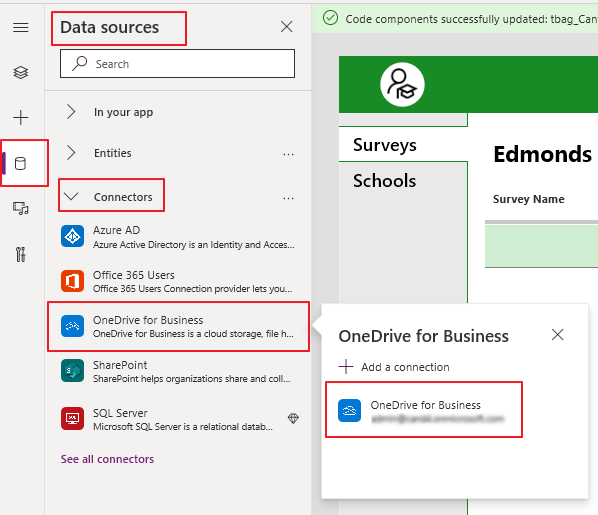 Data sources
Search
In your app
Entities
...
Connectors
...
Azure AD
Azure Active Directory is an Identity and Acces...
Office 365 Users
Office 365 Users Connection provider lets you...
OneDrive for Business
OneDrive for Business is a cloud storage, file h...
SharePoint
SharePoint helps organizations share and coll...
SQL Server
Microsoft SQL Server is a relational datab...
See all connectors
Code components successfully updated: tbag_Can
Surveys
Schools
Edmonds
Survey Name
OneDrive for Business
Add a connection
OneDrive for Business